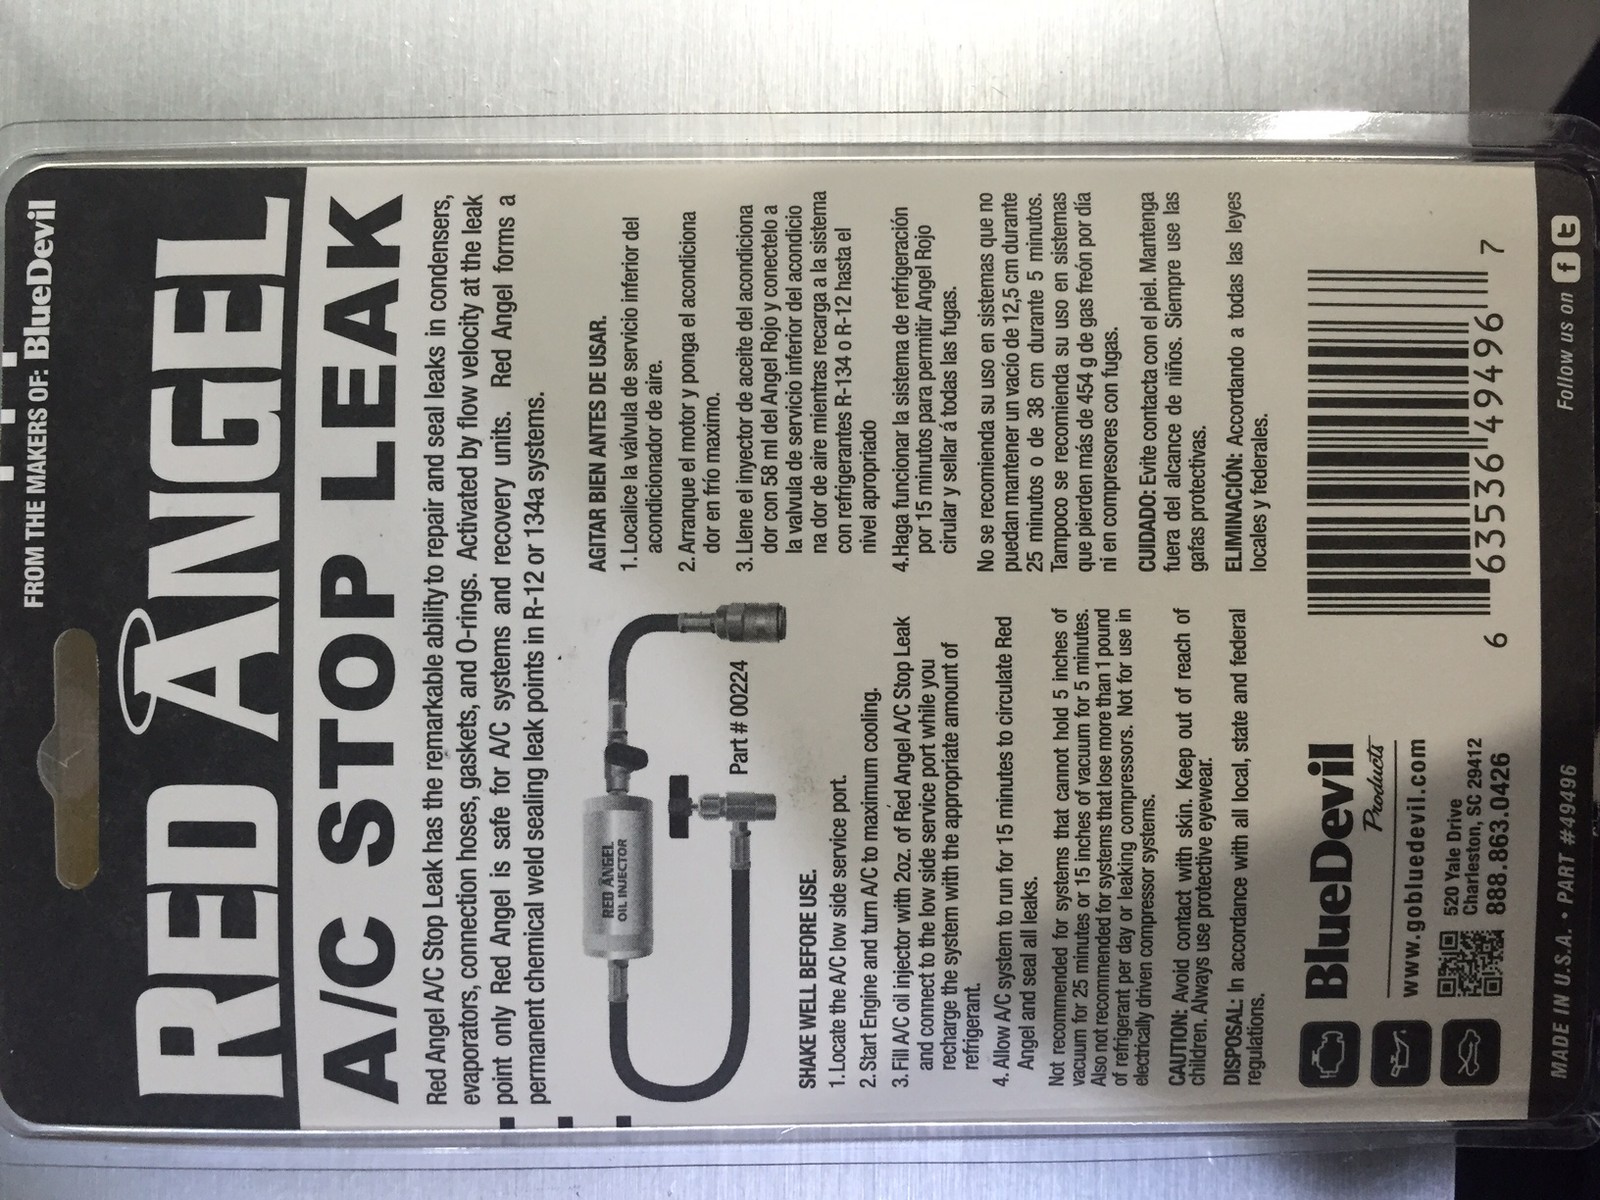 FROM THE MAKERS OF: BlueDevil
RED ANGEL
A/C STOP LEAK
Red Angel A/C Stop Leak has the remarkable ability to repair and seal leaks in condensers,
evaporators, connection hoses, gaskets, and O-rings. Activated by flow velocity at the leak
point only Red Angel is safe for A/C systems and recovery units. Red Angel forms a
permanent chemical weld sealing leak points in R-12 or 134a systems.
RED ANGEL
OIL INJECTOR
Part # 00224
SHAKE WELL BEFORE USE.
1. Locate the A/C low side service port.
2. Start Engine and turn A/C to maximum cooling.
3. Fill A/C oil injector with 2oz. of Red Angel A/C Stop Leak
and connect to the low side service port while you
recharge the system with the appropriate amount of
refrigerant.
4. Allow A/C system to run for 15 minutes to circulate Red
Angel and seal all leaks.
Not recommended for systems that cannot hold 5 inches of
vacuum for 25 minutes or 15 inches of vacuum for 5 minutes.
Also not recommended for systems that lose more than 1 pound
of refrigerant per day or leaking compressors. Not for use in
electrically driven compressor systems.
CAUTION: Avoid contact with skin. Keep out of reach of
children. Always use protective eyewear.
DISPOSAL: In accordance with all local, state and federal
regulations.
AGITAR BIEN ANTES DE USAR.
1. Localice la válvula de servicio inferior del
acondicionador de aire.
2. Arranque el motor y ponga el acondiciona
dor en frío maximo.
3. Llene el inyector de aceite del acondiciona
dor con 58 ml del Angel Rojo y conectelo a
la valvula de servicio inferior del acondicio
na dor de aire mientras recarga a la sistema
con refrigerantes R-134 o R-12 hasta el
nivel apropriado
4.Haga funcionar la sistema de refrigeración
por 15 minutos para permitir Angel Rojo
cirular y sellar á todas las fugas.
No se recomienda su uso en sistemas que no
puedan mantener un vacío de 12,5 cm durante
25 minutos o de 38 cm durante 5 minutos.
Tampoco se recomienda su uso en sistemas
que pierden más de 454 g de gas freón por día
ni en compresores con fugas.
CUIDADO: Evite contacta con el piel. Mantenga
fuera del alcance de niños. Siempre use las
gafas protectivas.
ELIMINACIÓN: Accordando a todas las leyes
locales y federales.
BlueDevil
Products
www.gobluedevil.com
520 Yale Drive
Charleston, SC 29412
888.863.0426
6 63536 49496 7
MADE IN U.S.A. • PART #49496
Follow us on f t